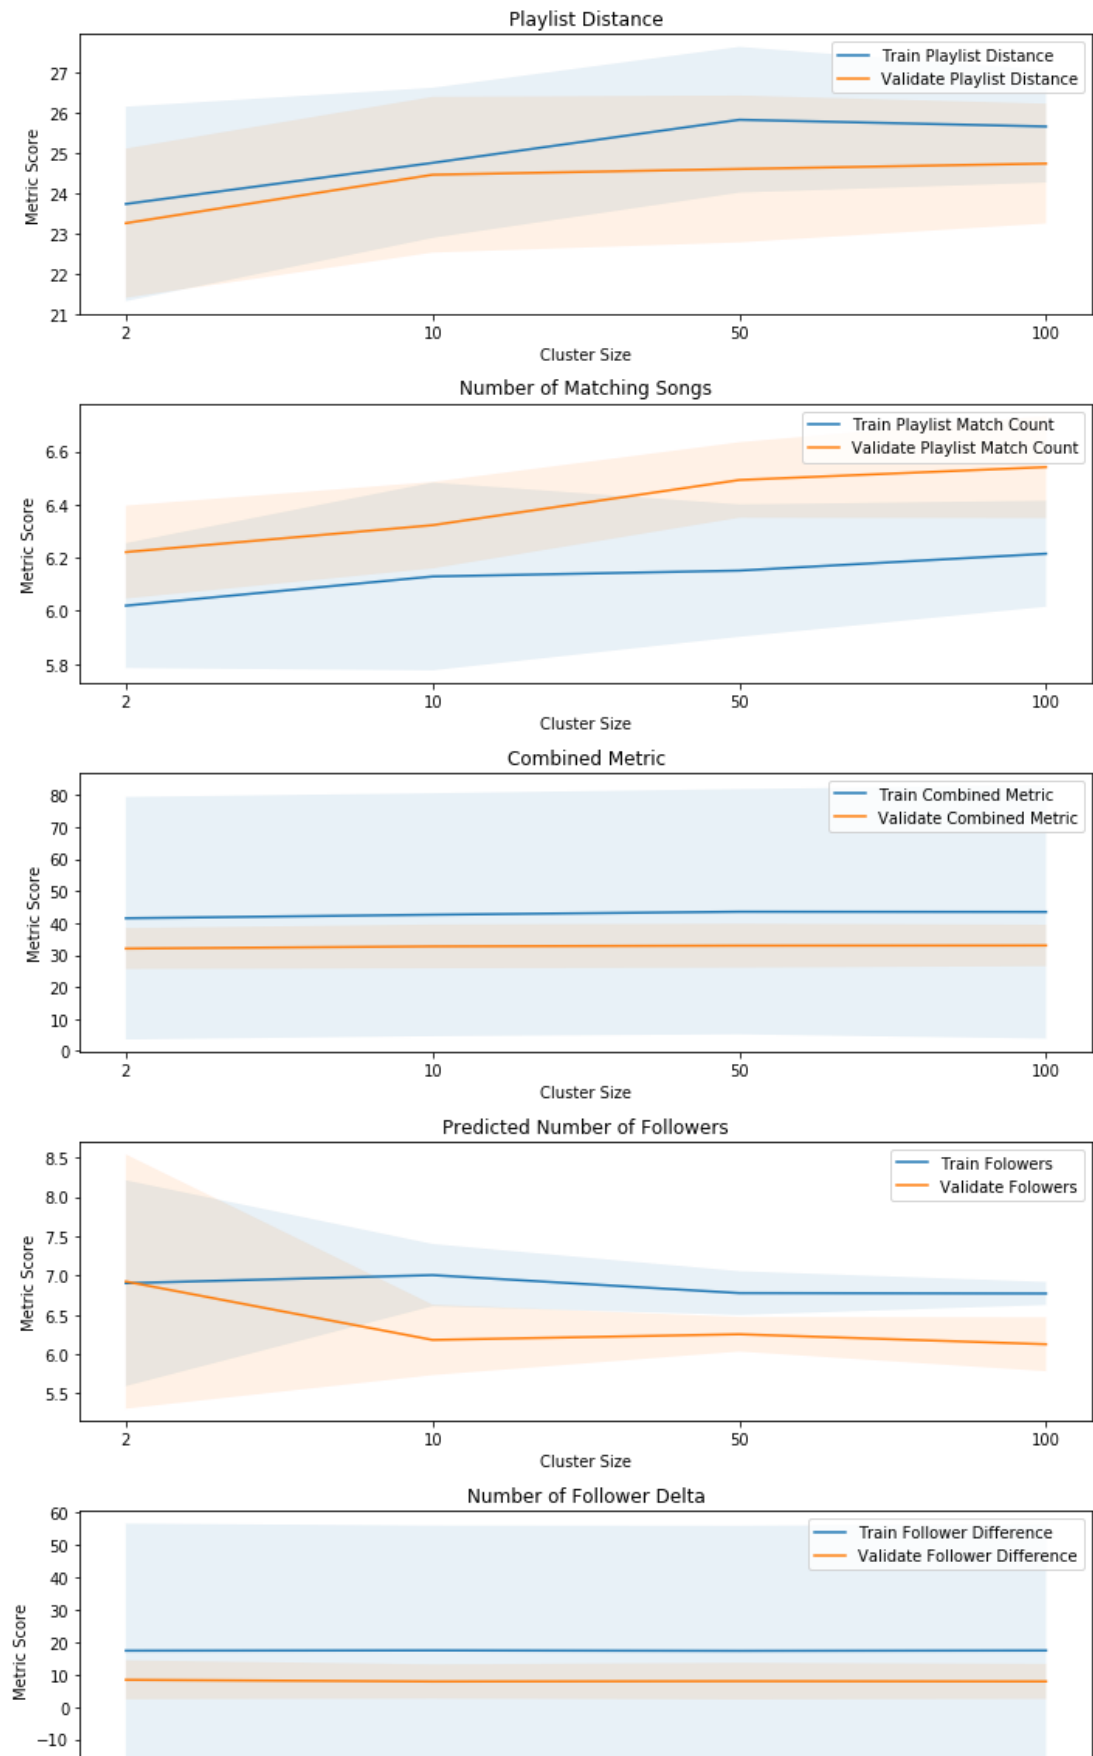 Playlist Distance
Train Playlist Distance
Validate Playlist Distance
Metric Score
27
26
25
24
23
22
21
2 10 50 100
Cluster Size
Number of Matching Songs
Train Playlist Match Count
Validate Playlist Match Count
Metric Score
6.6
6.4
6.2
6.0
5.8
2 10 50 100
Cluster Size
Combined Metric
Train Combined Metric
Validate Combined Metric
Metric Score
80
70
60
50
40
30
20
10
0
2 10 50 100
Cluster Size
Predicted Number of Followers
Train Folowers
Validate Folowers
Metric Score
8.5
8.0
7.5
7.0
6.5
6.0
5.5
2 10 50 100
Cluster Size
Number of Follower Delta
Train Follower Difference
Validate Follower Difference
Metric Score
60
50
40
30
20
10
0
−10